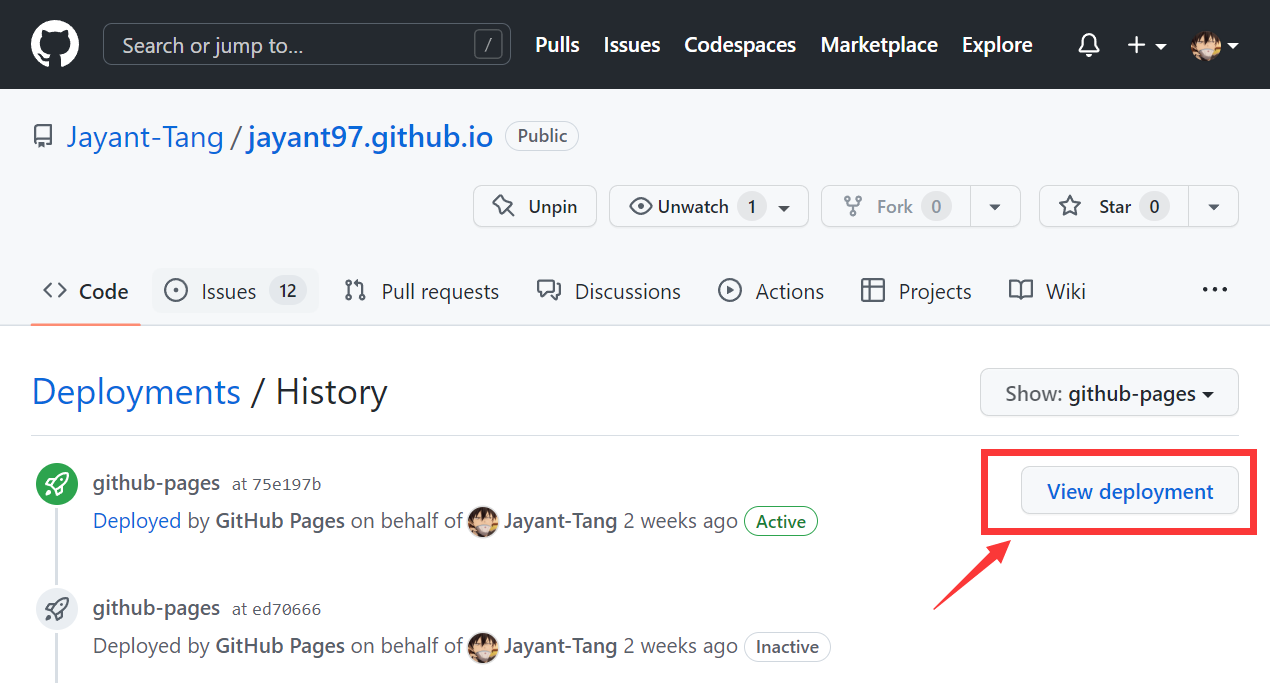 Search or jump to... / Pulls Issues Codespaces Marketplace Explore
Jayant-Tang / jayant97.github.io Public
Unpin Unwatch 1 Fork 0 Star 0
Code Issues 12 Pull requests Discussions Actions Projects Wiki
Deployments / History Show: github-pages
github-pages at 75e197b View deployment
Deployed by GitHub Pages on behalf of Jayant-Tang 2 weeks ago Active
github-pages at ed70666
Deployed by GitHub Pages on behalf of Jayant-Tang 2 weeks ago Inactive